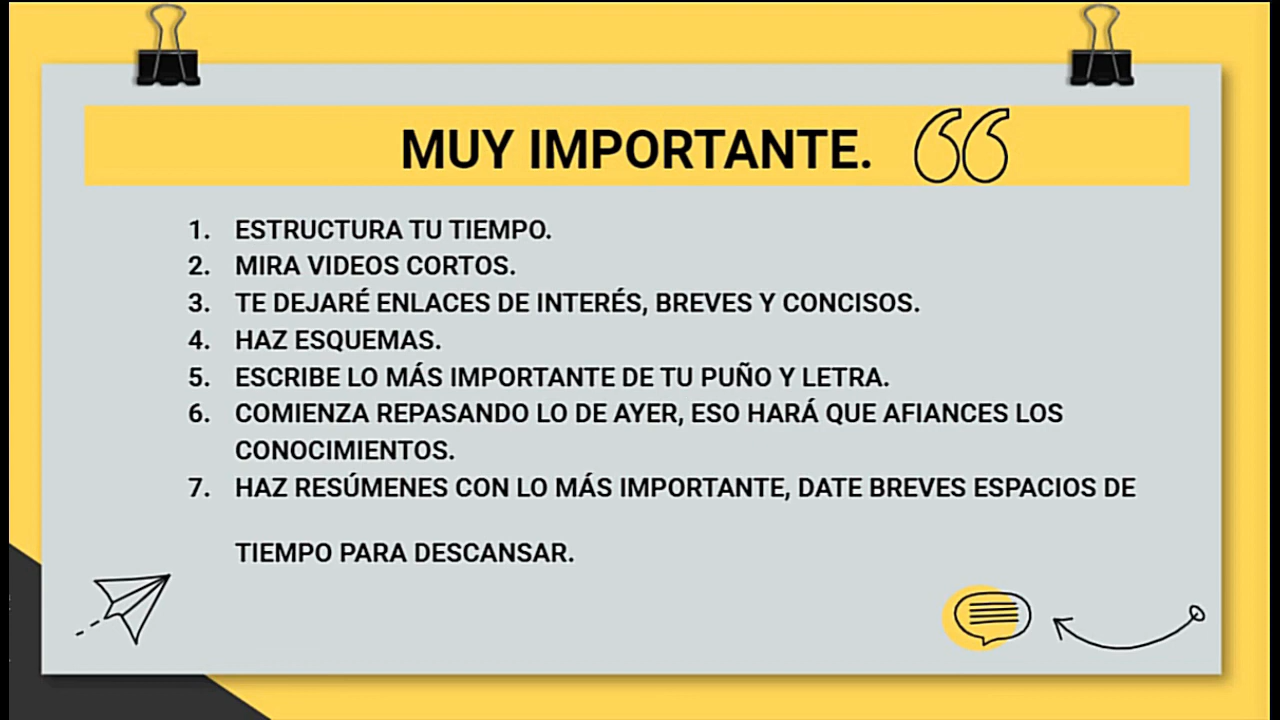 MUY IMPORTANTE.
1. ESTRUCTURA TU TIEMPO.
2. MIRA VIDEOS CORTOS.
3. TE DEJARÉ ENLACES DE INTERÉS, BREVES Y CONCISOS.
4. HAZ ESQUEMAS.
5. ESCRIBE LO MÁS IMPORTANTE DE TU PUÑO Y LETRA.
6. COMIENZA REPASANDO LO DE AYER, ESO HARÁ QUE AFIANCES LOS
CONOCIMIENTOS.
7. HAZ RESÚMENES CON LO MÁS IMPORTANTE, DATE BREVES ESPACIOS DE
TIEMPO PARA DESCANSAR.